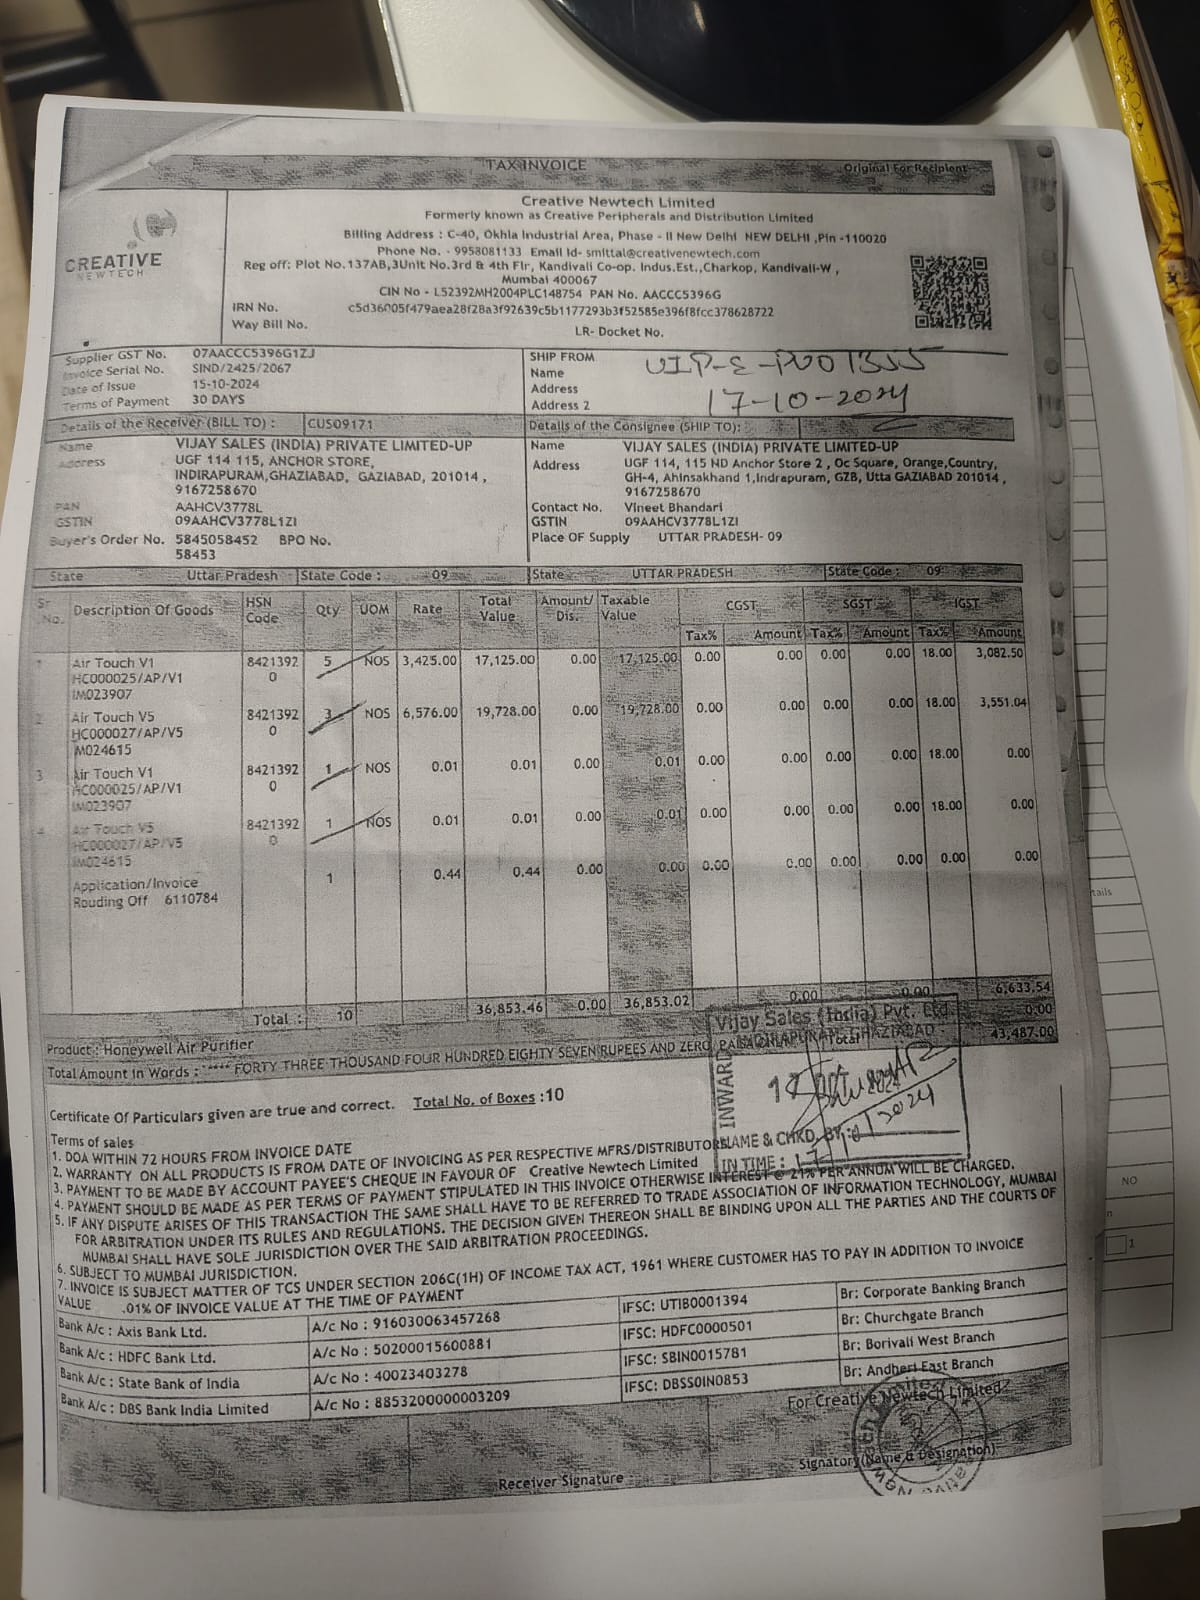 TAX INVOICE Original For Recipient
CREATIVE
NEWTECH
Creative Newtech Limited
Formerly known as Creative Peripherals and Distribution Limited
Billing Address : C-40, Okhla Industrial Area, Phase - II New Delhi NEW DELHI ,Pin -110020
Phone No. - 9958081133 Email Id- smittal@creativenewtech.com
Reg off: Plot No.137AB,3Unit No.3rd & 4th Flr, Kandivali Co-op. Indus.Est.,Charkop, Kandivali-W ,
Mumbai 400067
CIN No - L52392MH2004PLC148754 PAN No. AACCC5396G
IRN No. c5d36005f479aea28f28a3f92639c5b1177293b3f52585e396f8fcc378628722
Way Bill No. LR- Docket No.
Supplier GST No. 07AACCC5396G1ZJ
Invoice Serial No. SIND/2425/2067
Date of Issue 15-10-2024
Terms of Payment 30 DAYS
SHIP FROM
Name
Address
Address 2
17-10-2024
Details of the Receiver (BILL TO) : CUS09171
Details of the Consignee (SHIP TO):
Name VIJAY SALES (INDIA) PRIVATE LIMITED-UP
Address UGF 114 115, ANCHOR STORE,
INDIRAPURAM,GHAZIABAD, GAZIABAD, 201014 ,
9167258670
PAN AAHCV3778L
GSTIN 09AAHCV3778L1ZI
Buyer's Order No. 5845058452 BPO No.
58453
Name VIJAY SALES (INDIA) PRIVATE LIMITED-UP
Address UGF 114, 115 ND Anchor Store 2 , Oc Square, Orange,Country,
GH-4, Ahinsakhand 1,Indrapuram, GZB, Utta GAZIABAD 201014 ,
9167258670
Contact No. Vineet Bhandari
GSTIN 09AAHCV3778L1ZI
Place OF Supply UTTAR PRADESH- 09
State Uttar Pradesh State Code : 09 State UTTAR PRADESH State Code : 09
Sr. No. Description Of Goods HSN Code Qty UOM Rate Total Value Amount/ Dis. Taxable Value CGST SGST IGST
Tax% Amount Tax% Amount Tax% Amount
1 Air Touch V1 8421392 5 NOS 3,425.00 17,125.00 0.00 17,125.00 0.00 0.00 0.00 0.00 18.00 3,082.50
HC000025/AP/V1 0
IM023907
2 Air Touch V5 8421392 3 NOS 6,576.00 19,728.00 0.00 19,728.00 0.00 0.00 0.00 0.00 18.00 3,551.04
HC000027/AP/V5 0
IM024615
3 Air Touch V1 8421392 1 NOS 0.01 0.01 0.00 0.01 0.00 0.00 0.00 0.00 18.00 0.00
HC000025/AP/V1 0
IM023907
4 Air Touch V5 8421392 1 NOS 0.01 0.01 0.00 0.01 0.00 0.00 0.00 0.00 18.00 0.00
HC000027/AP/V5 0
IM024615
Application/Invoice 1 0.44 0.44 0.00 0.00 0.00 0.00 0.00 0.00 0.00 0.00
Rouding Off 6110784
Total : 10 36,853.46 0.00 36,853.02 0.00 0.00 6,633.54
0.00
Product : Honeywell Air Purifier Total 43,487.00
Total Amount in Words : ***** FORTY THREE THOUSAND FOUR HUNDRED EIGHTY SEVEN RUPEES AND ZERO
Vijay Sales (India) Pvt. Ltd.
GHAZIABAD
INWARD
NAME & CHKD. BY :
IN TIME :
Certificate Of Particulars given are true and correct. Total No. of Boxes :10
Terms of sales
1. DOA WITHIN 72 HOURS FROM INVOICE DATE
2. WARRANTY ON ALL PRODUCTS IS FROM DATE OF INVOICING AS PER RESPECTIVE MFRS/DISTRIBUTOR
3. PAYMENT TO BE MADE BY ACCOUNT PAYEE'S CHEQUE IN FAVOUR OF Creative Newtech Limited
4. PAYMENT SHOULD BE MADE AS PER TERMS OF PAYMENT STIPULATED IN THIS INVOICE OTHERWISE INTEREST @ 21% PER ANNUM WILL BE CHARGED.
5. IF ANY DISPUTE ARISES OF THIS TRANSACTION THE SAME SHALL HAVE TO BE REFERRED TO TRADE ASSOCIATION OF INFORMATION TECHNOLOGY, MUMBAI
FOR ARBITRATION UNDER ITS RULES AND REGULATIONS. THE DECISION GIVEN THEREON SHALL BE BINDING UPON ALL THE PARTIES AND THE COURTS OF
MUMBAI SHALL HAVE SOLE JURISDICTION OVER THE SAID ARBITRATION PROCEEDINGS.
6. SUBJECT TO MUMBAI JURISDICTION.
7. INVOICE IS SUBJECT MATTER OF TCS UNDER SECTION 206C(1H) OF INCOME TAX ACT, 1961 WHERE CUSTOMER HAS TO PAY IN ADDITION TO INVOICE
VALUE .01% OF INVOICE VALUE AT THE TIME OF PAYMENT
Bank A/c : Axis Bank Ltd. A/c No : 916030063457268 IFSC: UTIB0001394 Br: Corporate Banking Branch
Bank A/c : HDFC Bank Ltd. A/c No : 50200015600881 IFSC: HDFC0000501 Br: Churchgate Branch
Bank A/c : State Bank of India A/c No : 40023403278 IFSC: SBIN0015781 Br: Borivali West Branch
Bank A/c : DBS Bank India Limited A/c No : 8853200000003209 IFSC: DBSS0IN0853 Br: Andheri East Branch
For Creative Newtech Limited
Receiver Signature Signatory(Name & Designation)
tails
NO
1